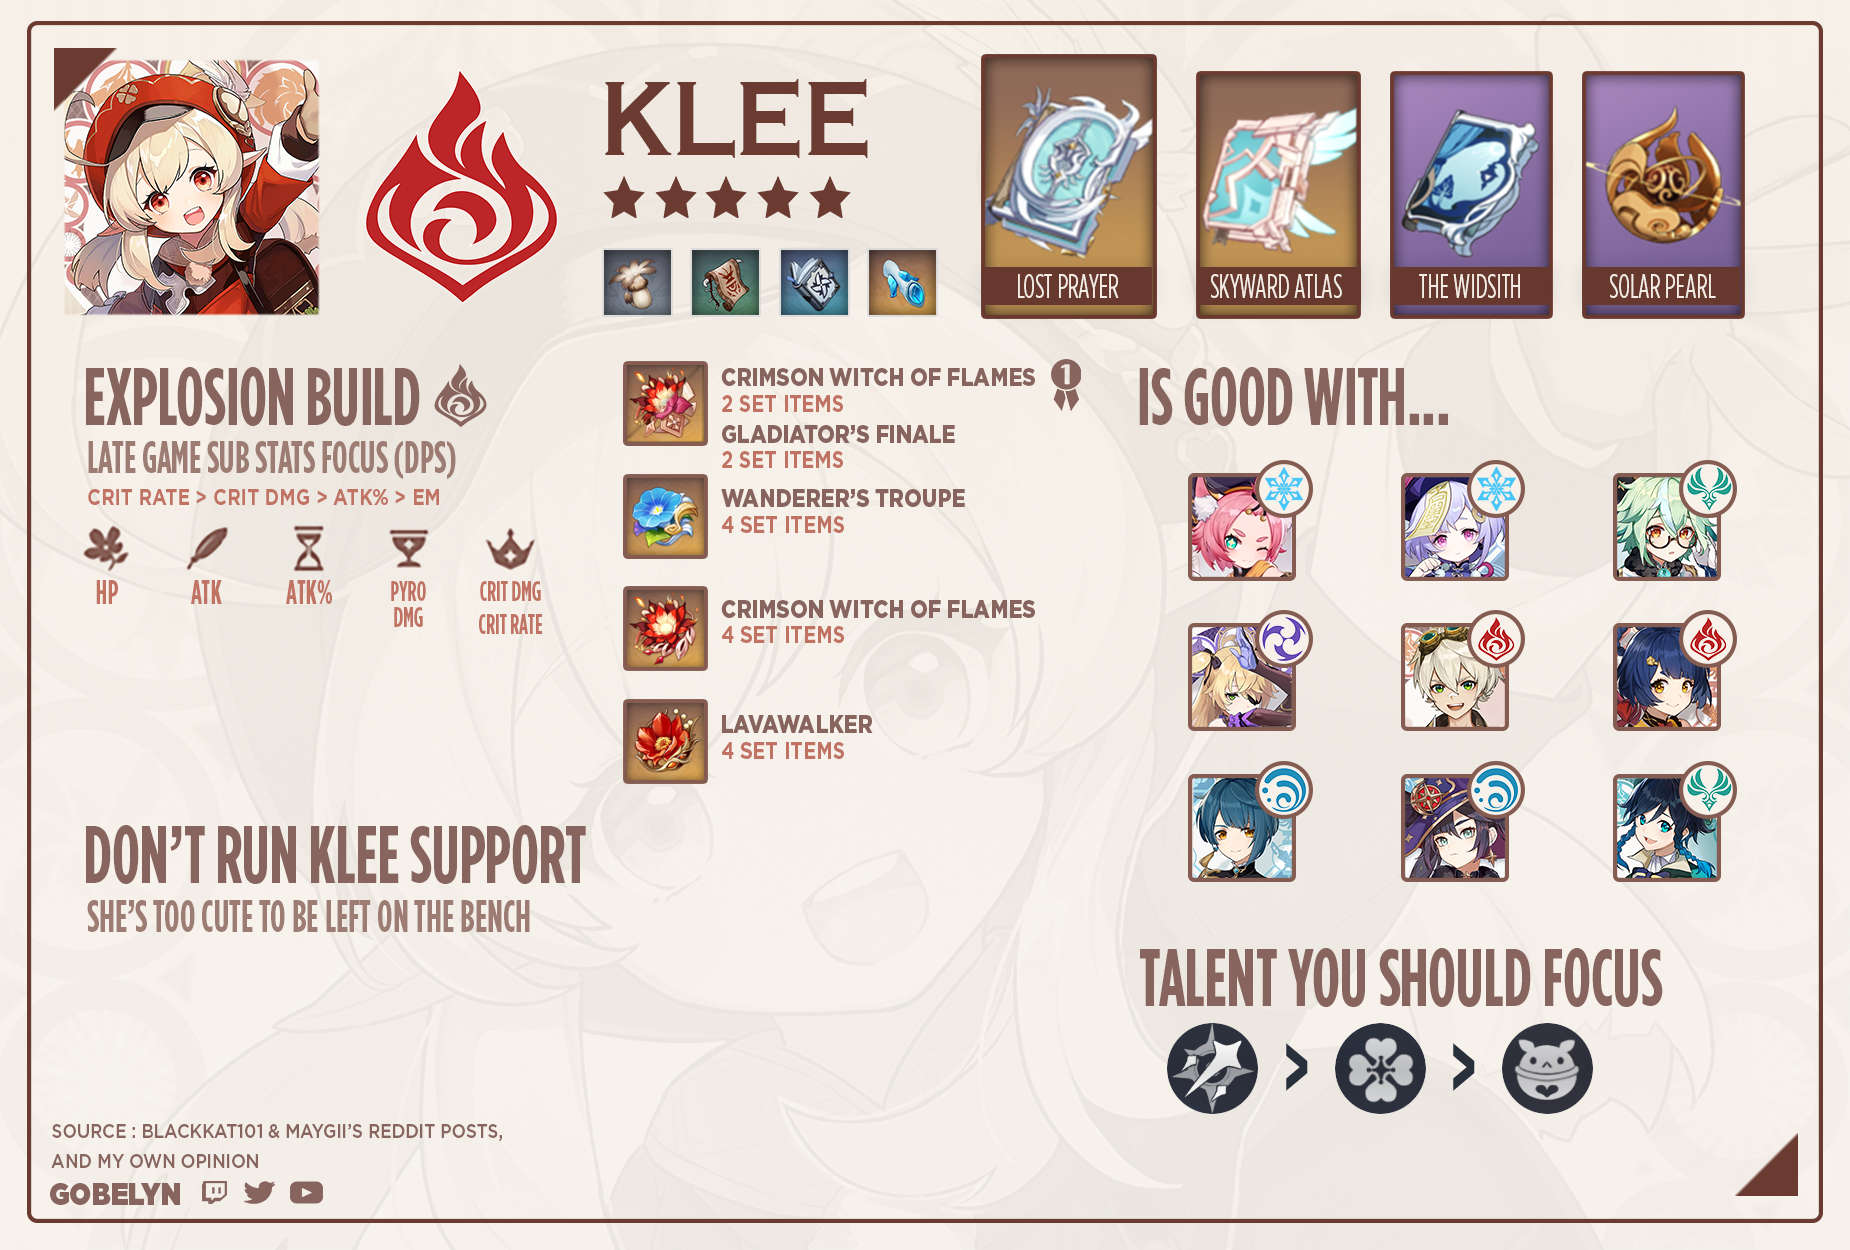 KLEE
LOST PRAYER
SKYWARD ATLAS
THE WIDSITH
SOLAR PEARL
EXPLOSION BUILD
LATE GAME SUB STATS FOCUS (DPS)
CRIT RATE > CRIT DMG > ATK% > EM
HP
ATK
ATK%
PYRO
DMG
CRIT DMG
CRIT RATE
CRIMSON WITCH OF FLAMES
1
2 SET ITEMS
GLADIATOR'S FINALE
2 SET ITEMS
WANDERER'S TROUPE
4 SET ITEMS
CRIMSON WITCH OF FLAMES
4 SET ITEMS
LAVAWALKER
4 SET ITEMS
IS GOOD WITH...
DON'T RUN KLEE SUPPORT
SHE'S TOO CUTE TO BE LEFT ON THE BENCH
TALENT YOU SHOULD FOCUS
> >
SOURCE : BLACKKAT101 & MAYGII'S REDDIT POSTS,
AND MY OWN OPINION
GOBELYN